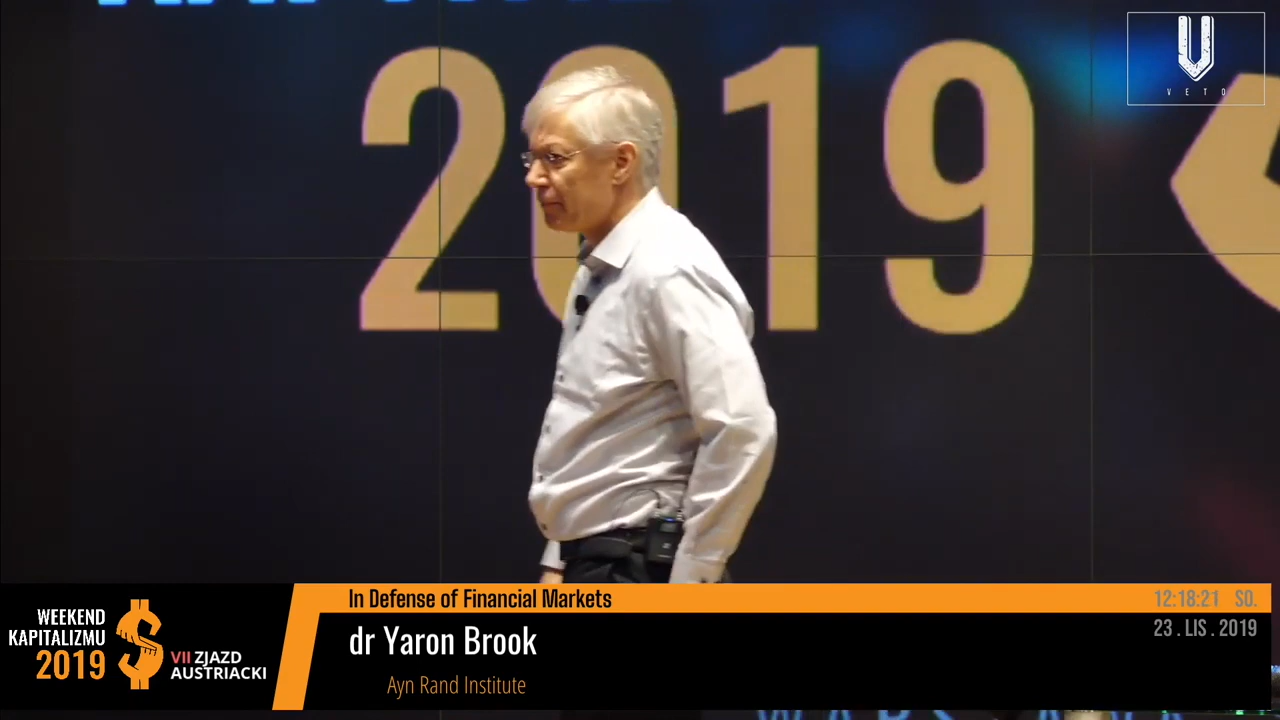 2019
V
VETO
In Defense of Financial Markets
12:18:21 SO.
dr Yaron Brook
23 . LIS . 2019
Ayn Rand Institute
WEEKEND
KAPITALIZMU
2019
VII ZJAZD
AUSTRIACKI